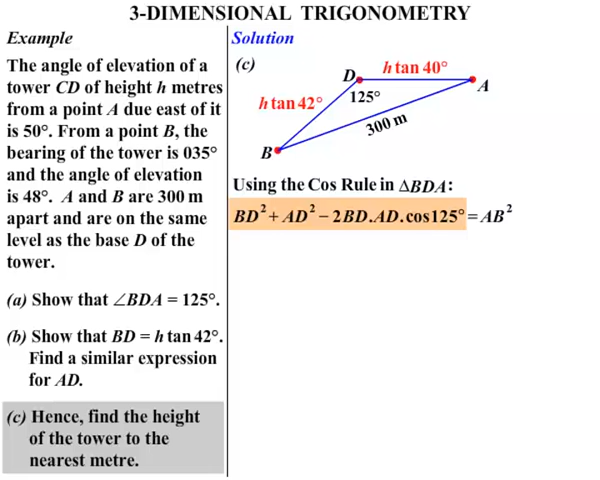 3-DIMENSIONAL TRIGONOMETRY
Example
The angle of elevation of a
tower CD of height h metres
from a point A due east of it
is 50°. From a point B, the
bearing of the tower is 035°
and the angle of elevation
is 48°. A and B are 300 m
apart and are on the same
level as the base D of the
tower.
(a) Show that ∠BDA = 125°.
(b) Show that BD = h tan 42°.
Find a similar expression
for AD.
(c) Hence, find the height
of the tower to the
nearest metre.
Solution
(c)
D
h tan 40°
A
h tan 42°
125°
300 m
B
Using the Cos Rule in △BDA:
BD² + AD² − 2BD.AD.cos125° = AB²